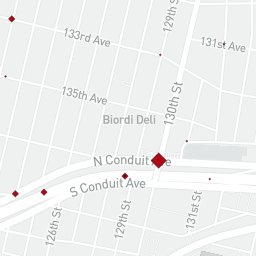 129th St
133rd Ave
131st Ave
135th Ave
130th St
Biordi Deli
N Conduit Ave
S Conduit Ave
126th St
129th St
131st St